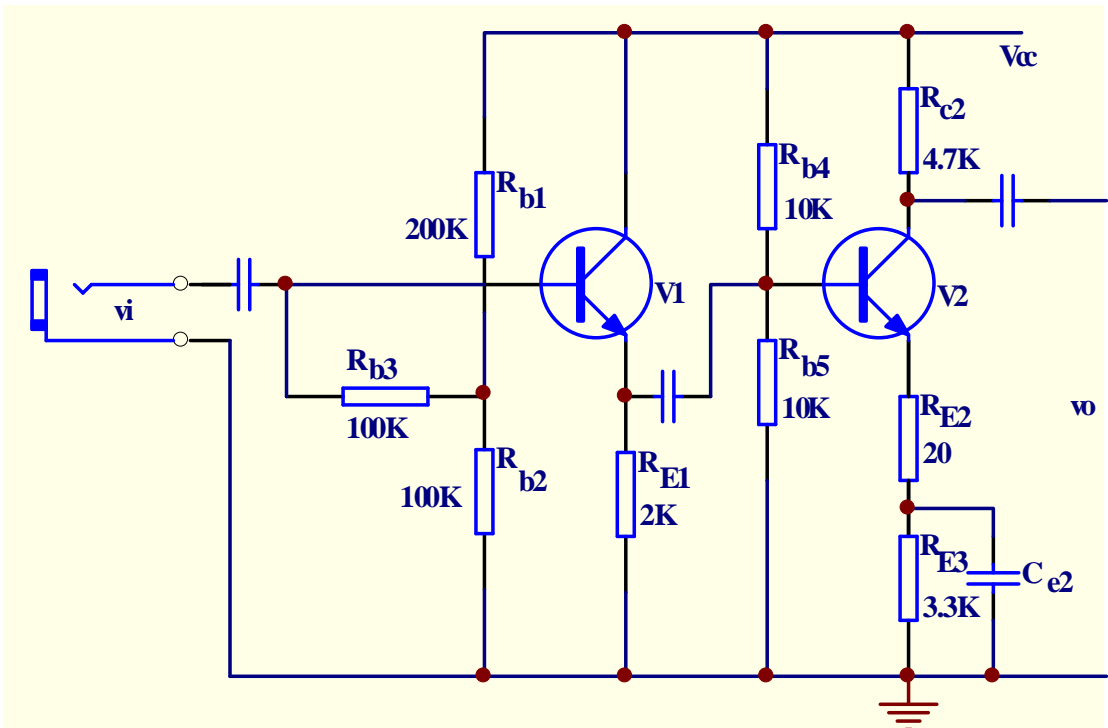 Vcc
Rc2
4.7K
Rb4
10K
Rb1
200K
V1
V2
vi
Rb3
100K
Rb5
10K
RE2
20
vo
Rb2
100K
RE1
2K
RE3
3.3K
Ce2